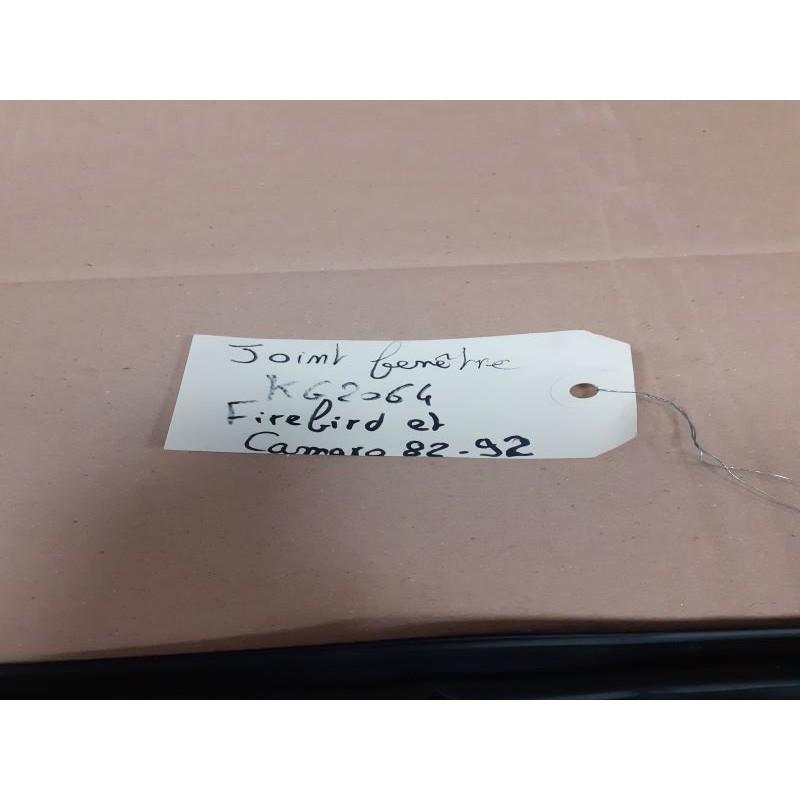 Joint fenêtre
KG2064
Firebird et
Camaro 82-92